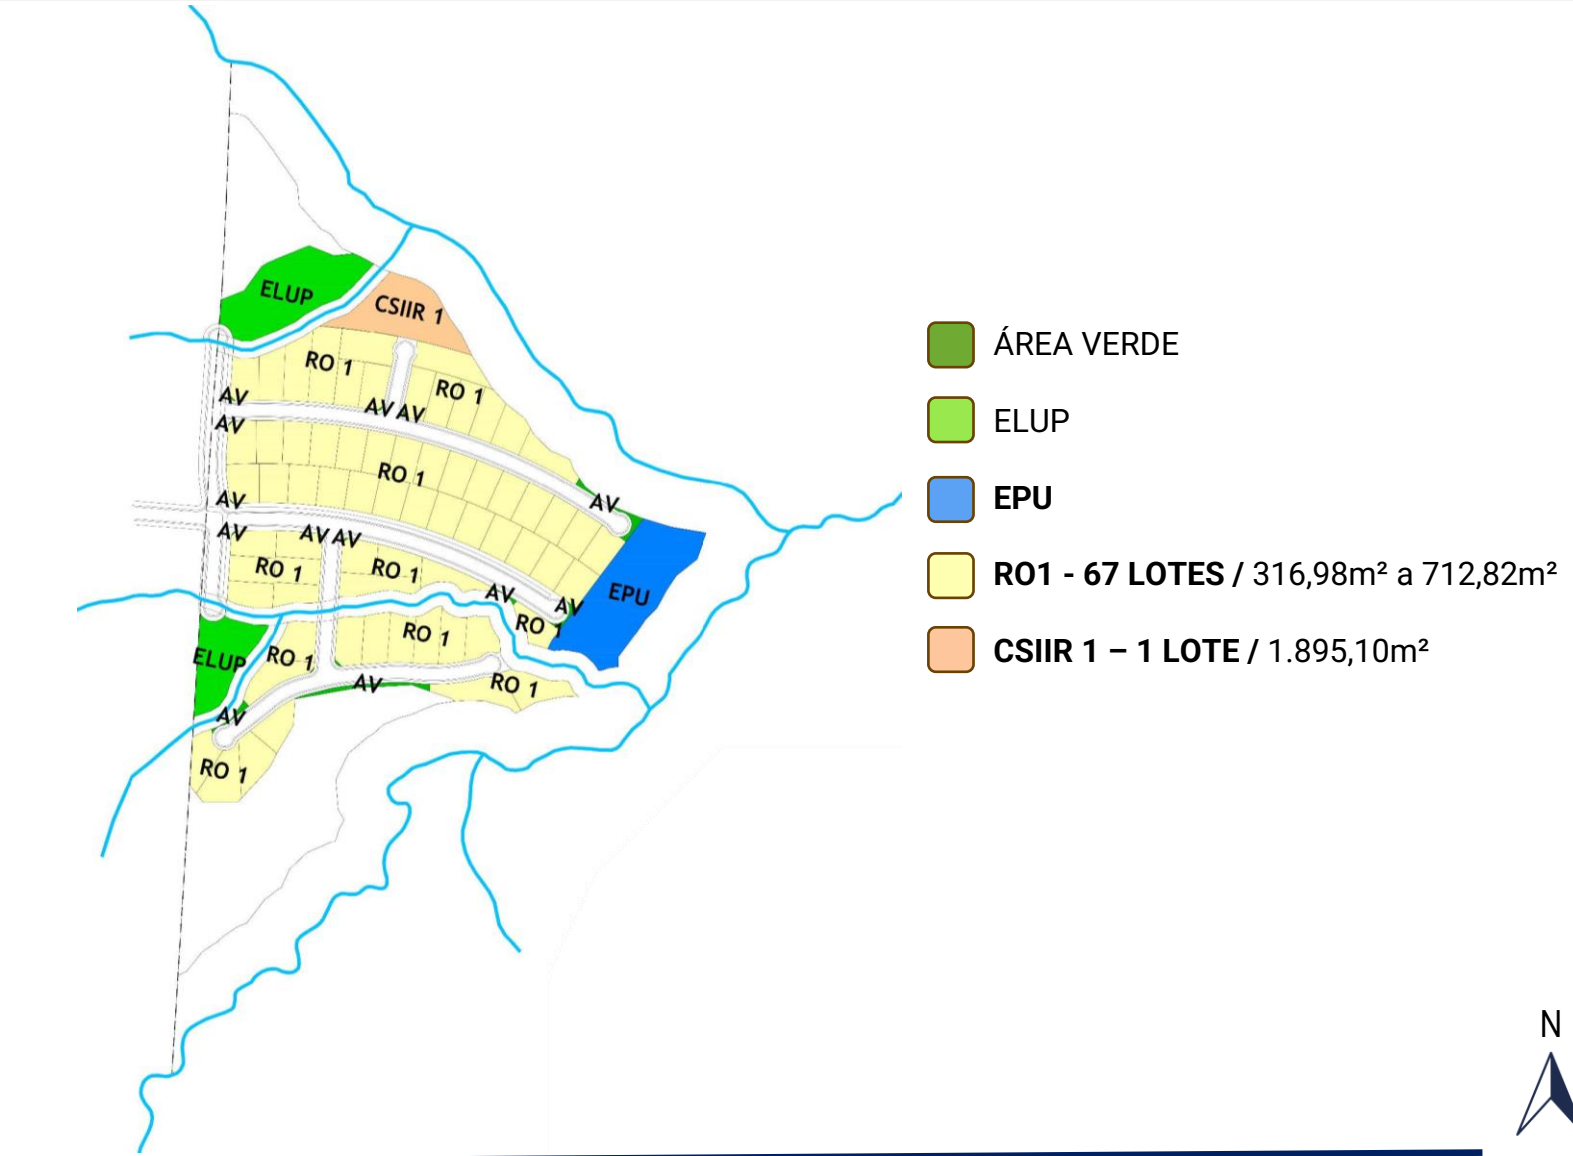 ELUP
CSIIR 1
RO 1
RO 1
AV
AV AV
AV
RO 1
AV
AV
AV
AV AV
RO 1
RO 1
AV
AV
EPU
RO 1
RO 1
ELUP
RO 1
AV
RO 1
AV
RO 1
ÁREA VERDE
ELUP
EPU
RO1 - 67 LOTES / 316,98m² a 712,82m²
CSIIR 1 – 1 LOTE / 1.895,10m²
N